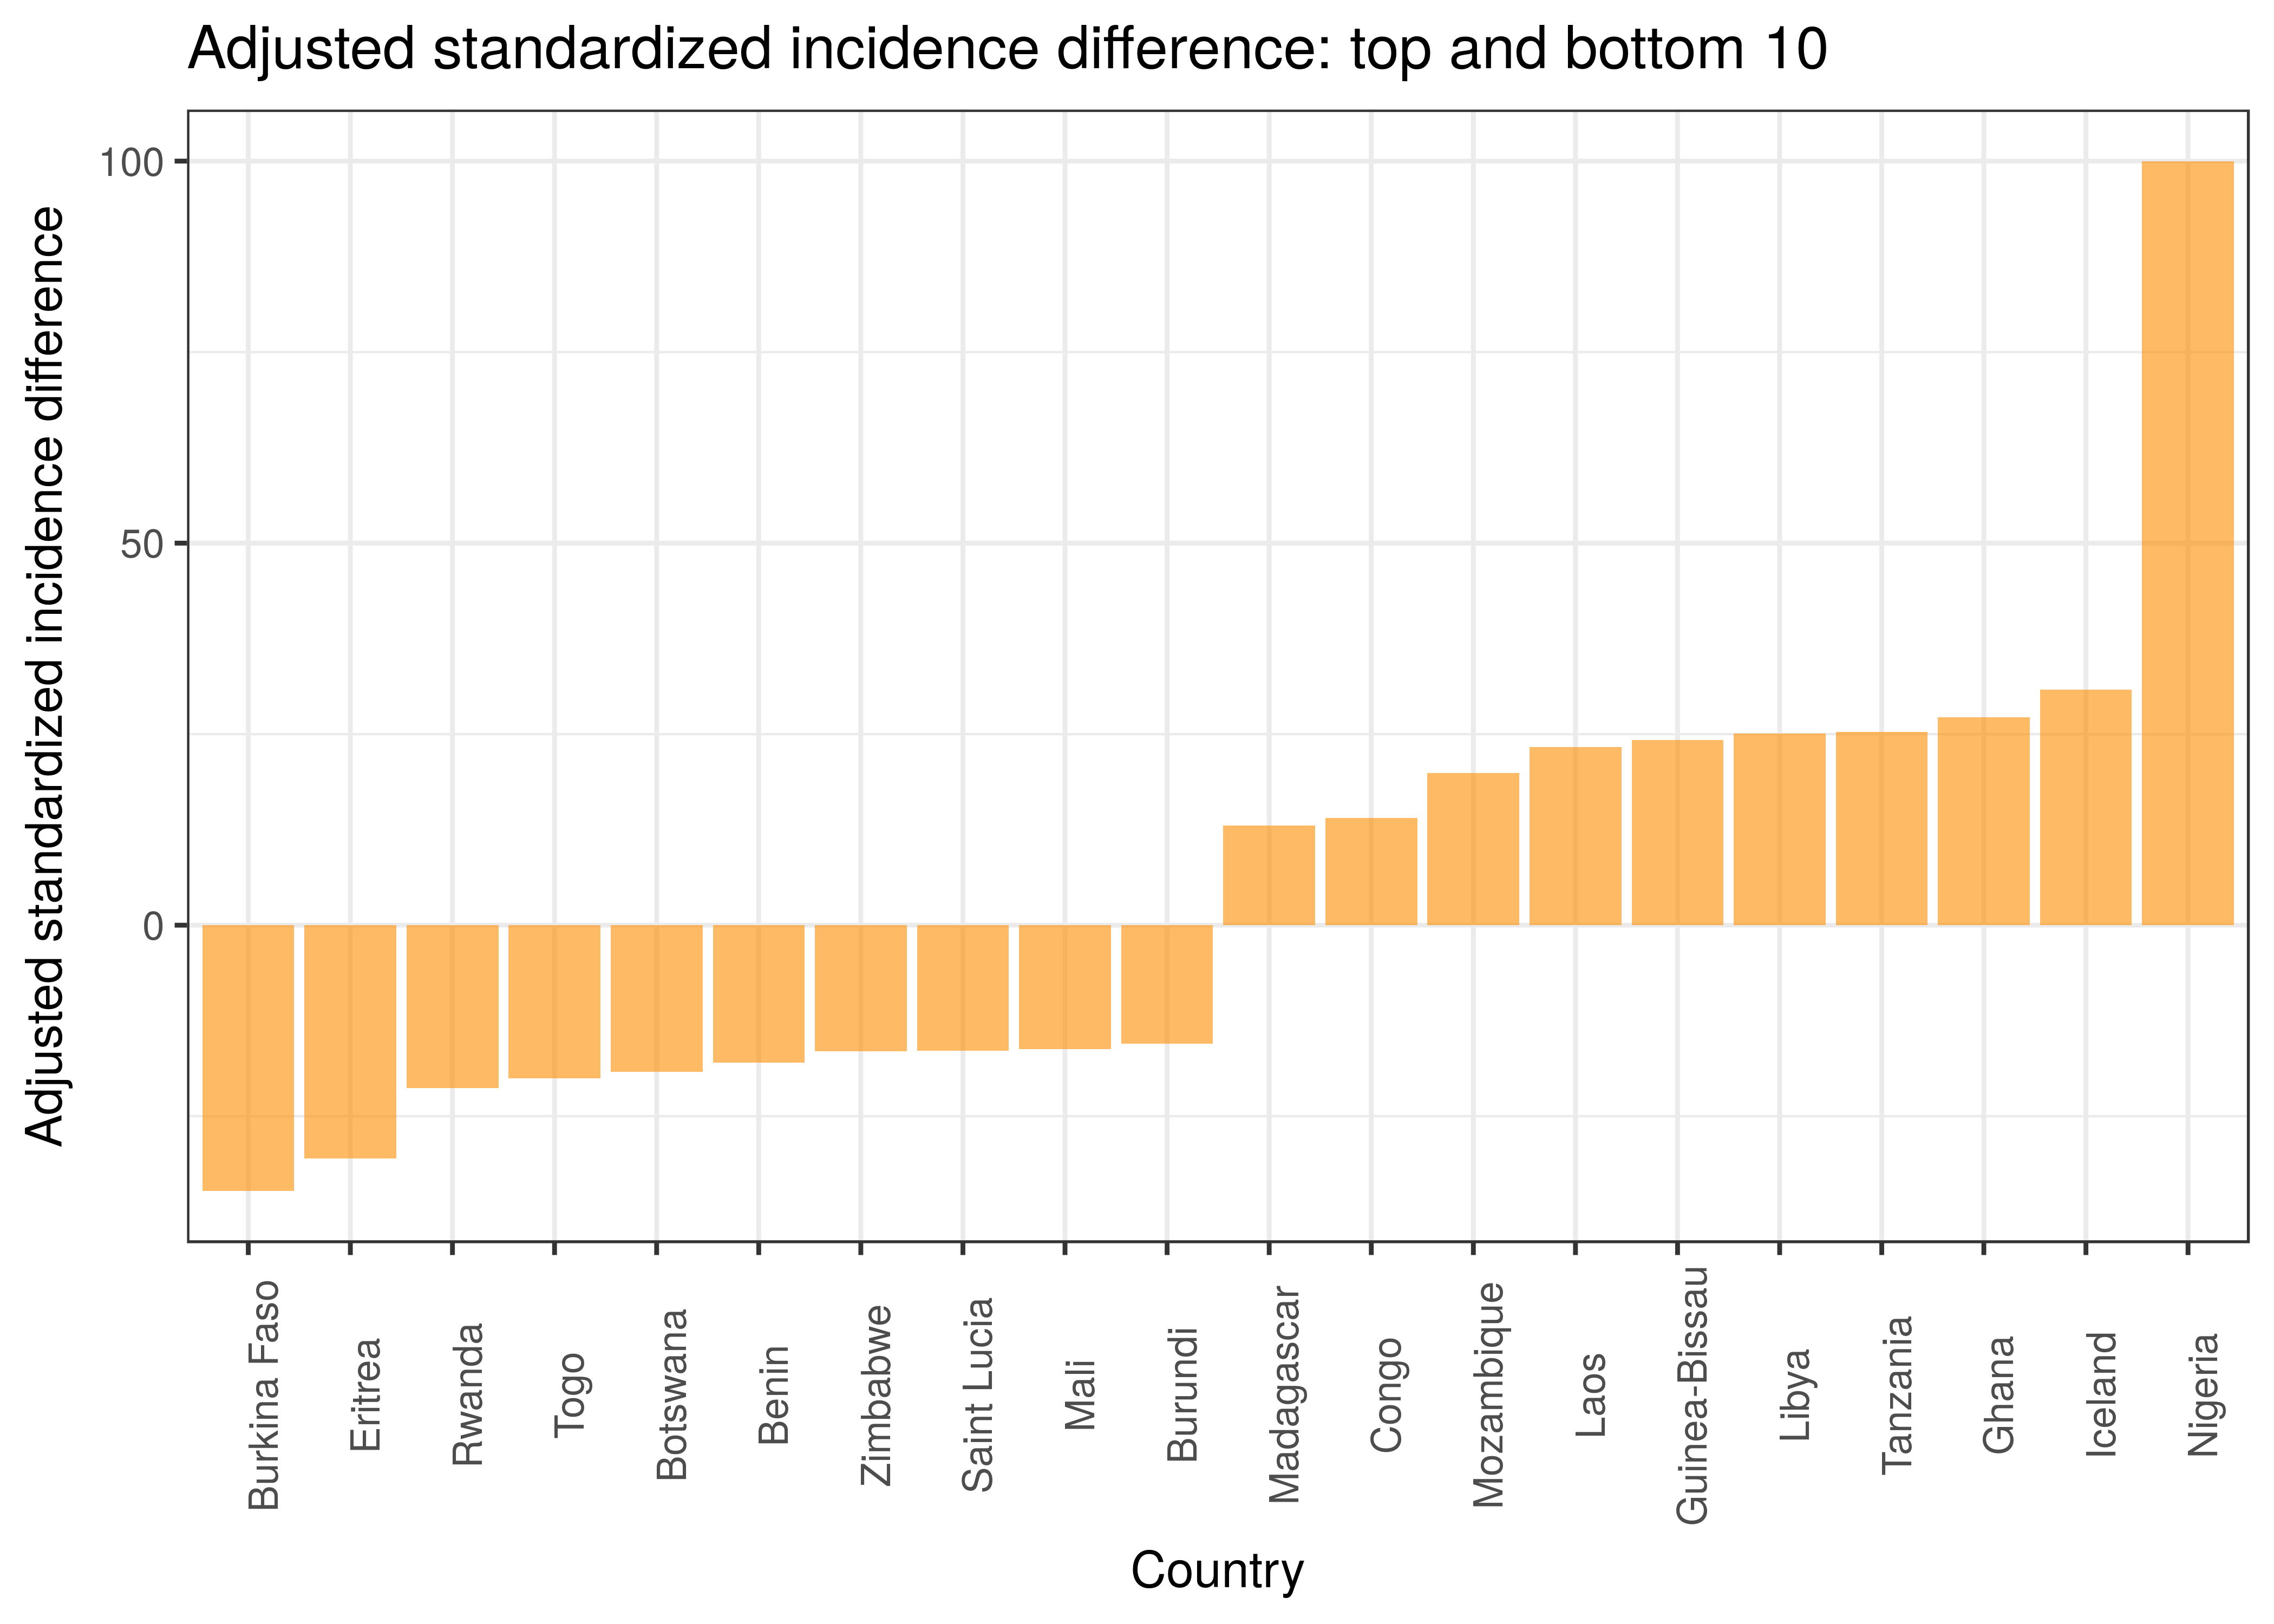 Adjusted standardized incidence difference: top and bottom 10
Adjusted standardized incidence difference
100
50
0
Burkina Faso
Eritrea
Rwanda
Togo
Botswana
Benin
Zimbabwe
Saint Lucia
Mali
Burundi
Madagascar
Congo
Mozambique
Laos
Guinea-Bissau
Libya
Tanzania
Ghana
Iceland
Nigeria
Country